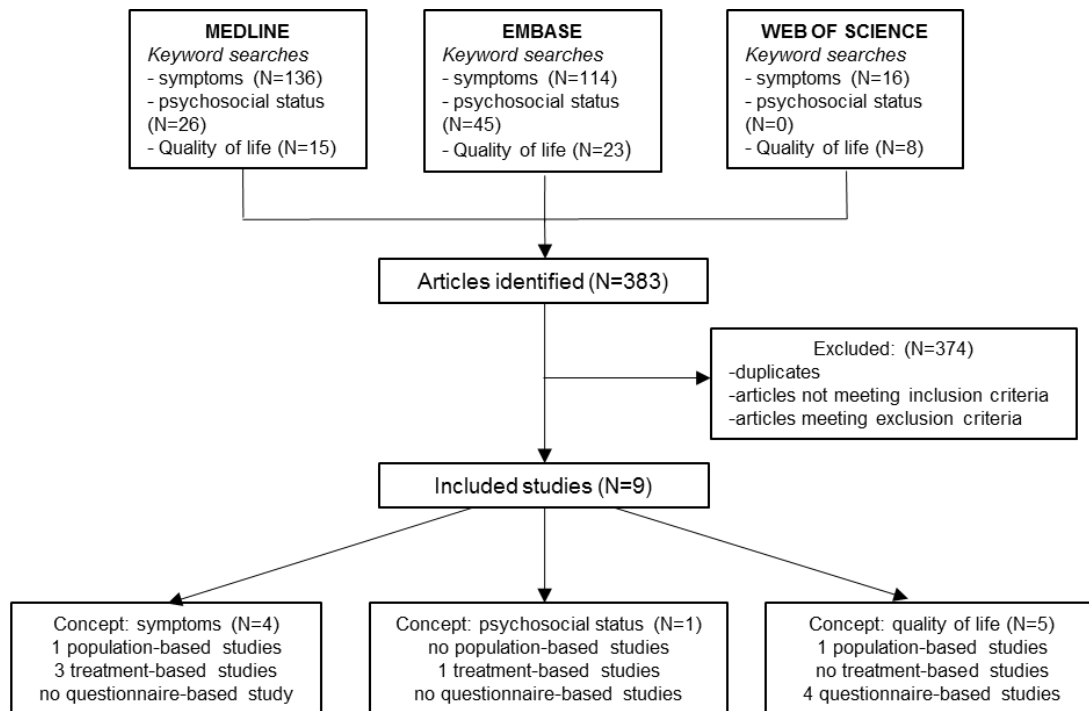 MEDLINE
Keyword searches
- symptoms (N=136)
- psychosocial status
(N=26)
- Quality of life (N=15)
EMBASE
Keyword searches
- symptoms (N=114)
- psychosocial status
(N=45)
- Quality of life (N=23)
WEB OF SCIENCE
Keyword searches
- symptoms (N=16)
- psychosocial status
(N=0)
- Quality of life (N=8)
Articles identified (N=383)
Excluded: (N=374)
-duplicates
-articles not meeting inclusion criteria
-articles meeting exclusion criteria
Included studies (N=9)
Concept: symptoms (N=4)
1 population-based studies
3 treatment-based studies
no questionnaire-based study
Concept: psychosocial status (N=1)
no population-based studies
1 treatment-based studies
no questionnaire-based studies
Concept: quality of life (N=5)
1 population-based studies
no treatment-based studies
4 questionnaire-based studies